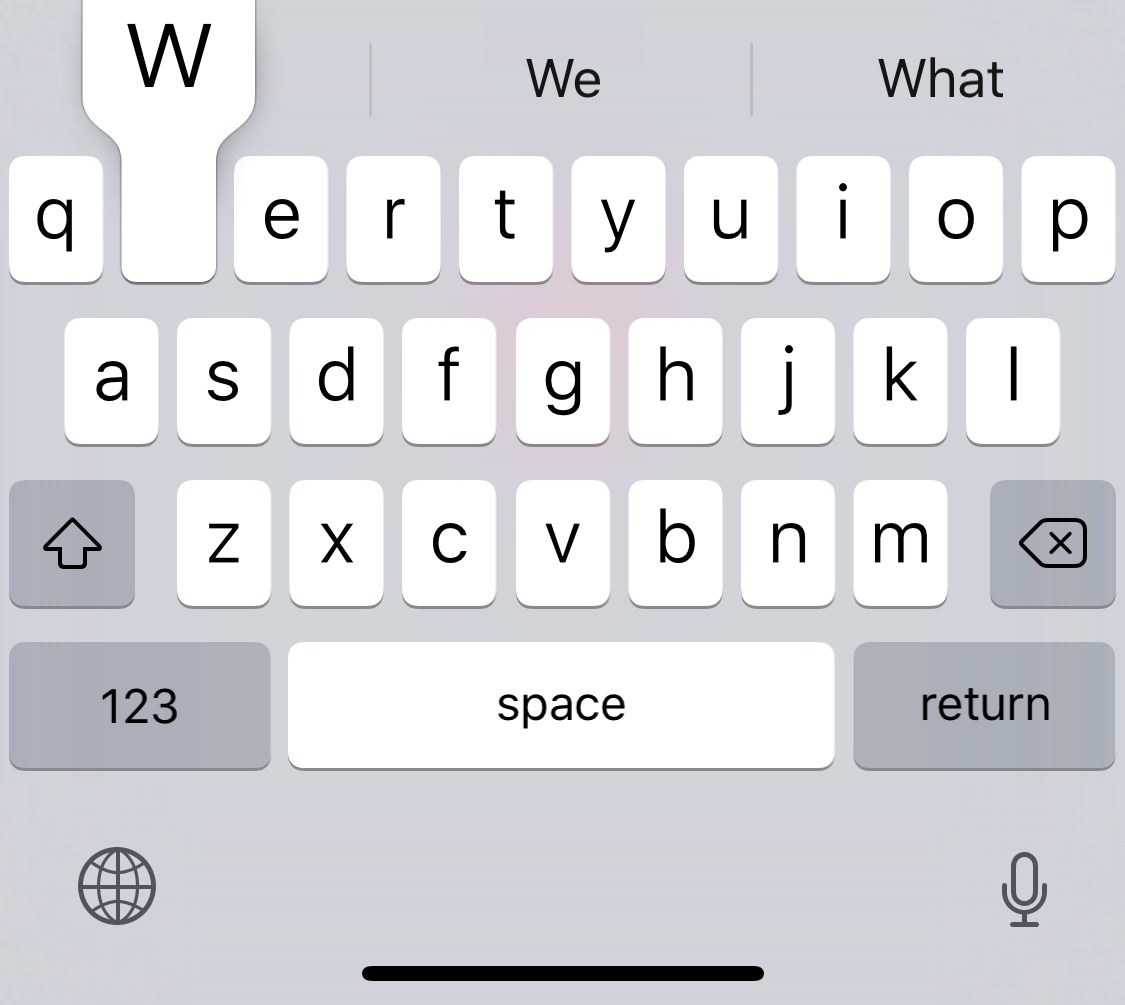 W We What
q e r t y u i o p
a s d f g h j k l
z x c v b n m
123 space return